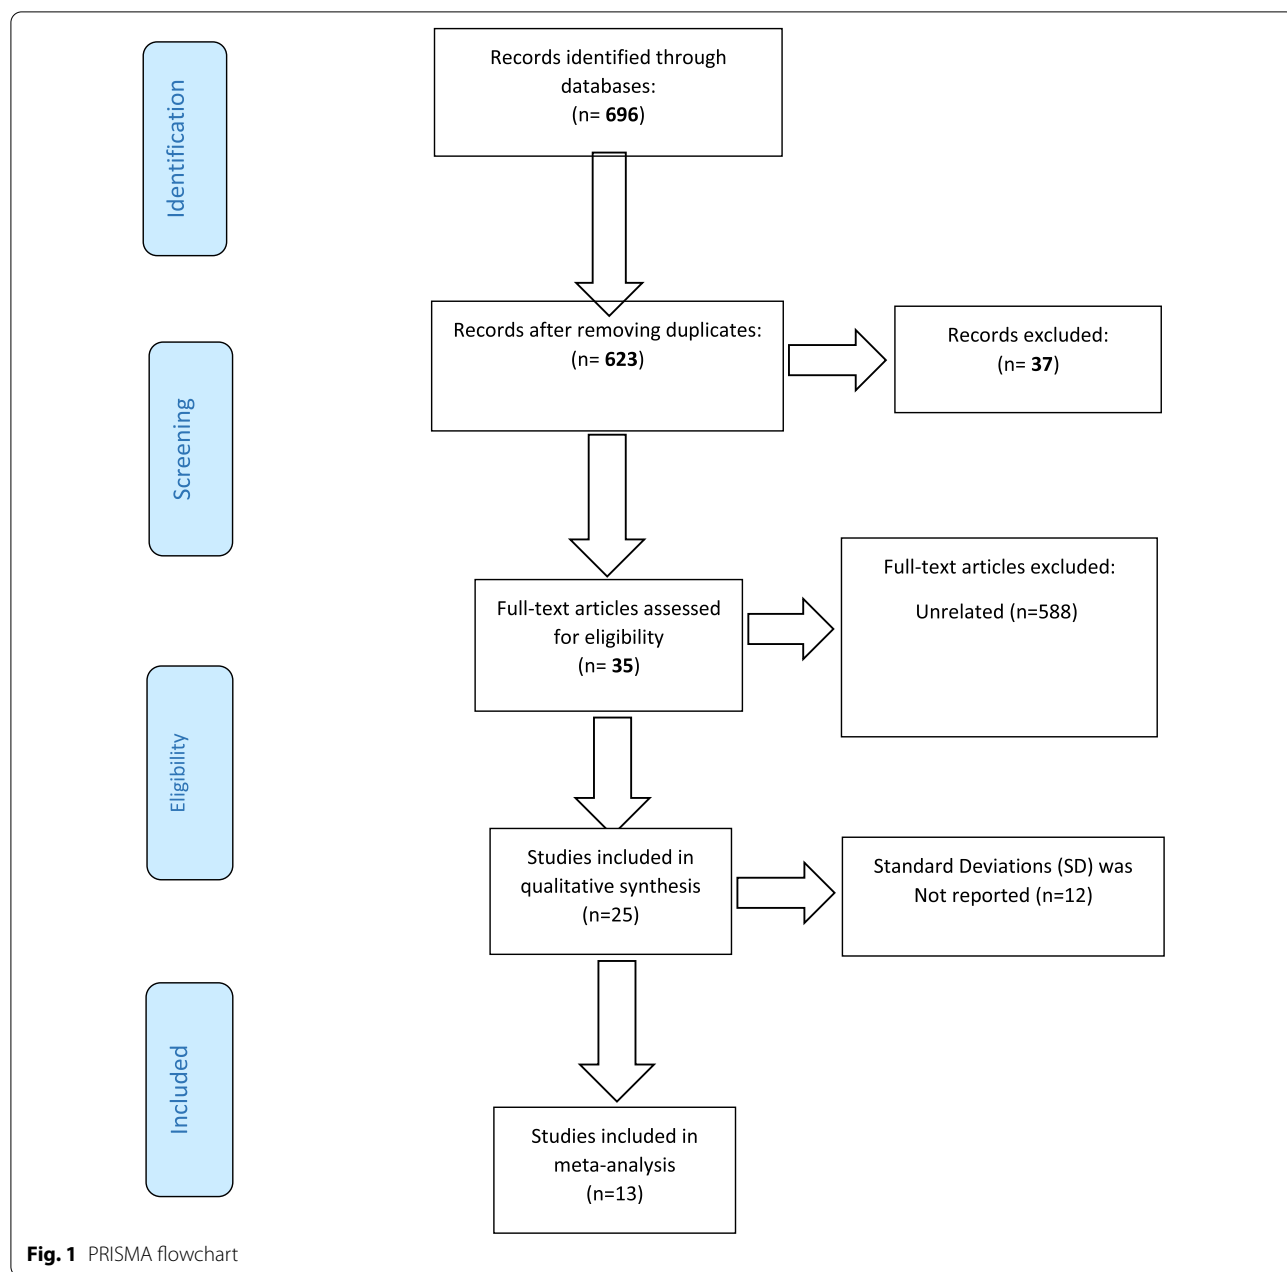 Identification
Records identified through
databases:
(n= 696)
Screening
Records after removing duplicates:
(n= 623)
Records excluded:
(n= 37)
Full-text articles assessed
for eligibility
(n= 35)
Full-text articles excluded:
Unrelated (n=588)
Eligibility
Studies included in
qualitative synthesis
(n=25)
Standard Deviations (SD) was
Not reported (n=12)
Included
Studies included in
meta-analysis
(n=13)
Fig. 1 PRISMA flowchart